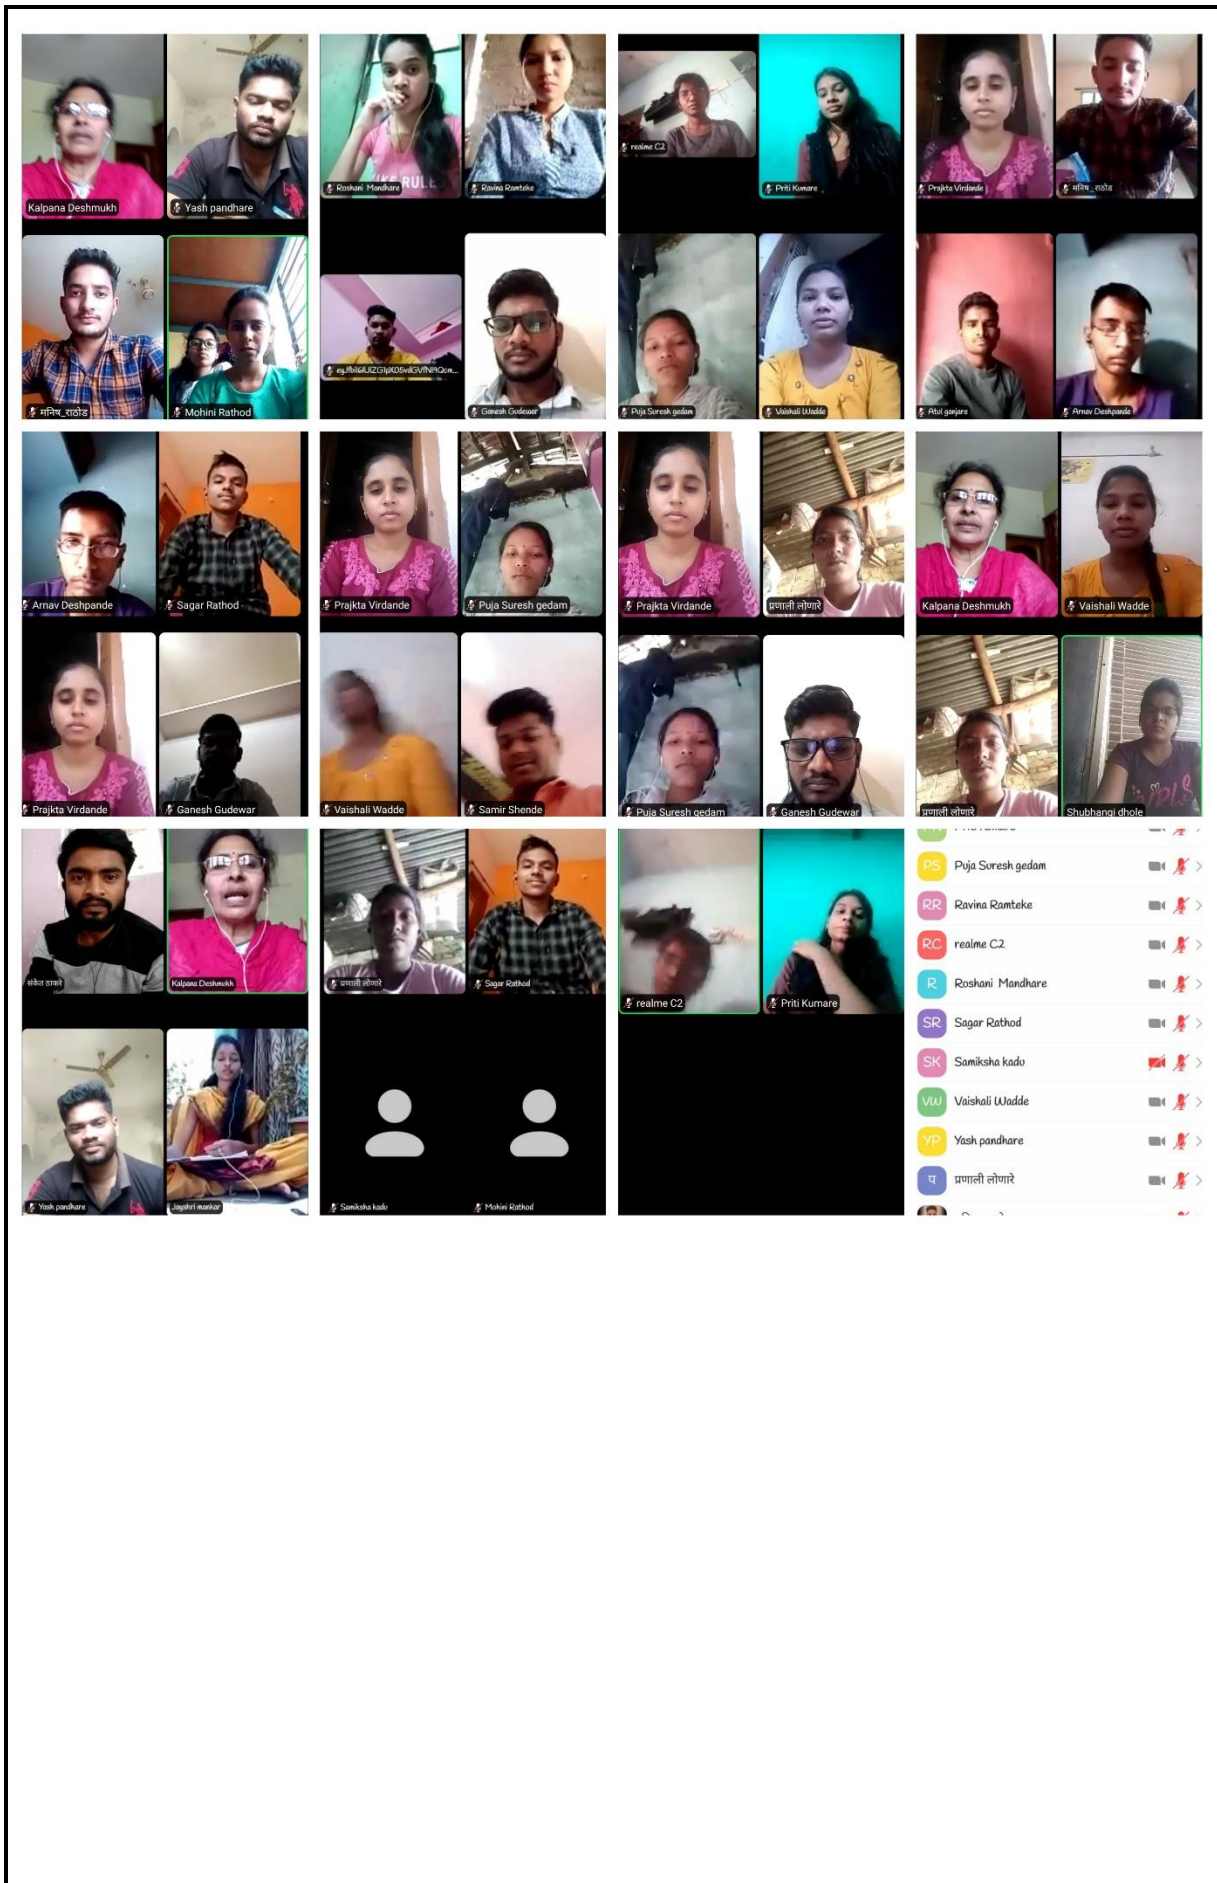 Kalpana Deshmukh
Yash pandhare
मनिष_राठोड
Mohini Rathod
Roshani Mandhare
RULE
Ravina Ramteke
Ganesh Gudewar
realme C2
Priti Kumare
Puja Suresh gedam
Vaishali Wadde
Prajkta Virdande
मनिष_राठोड
Atul ganjare
Arnav Deshpande
Arnav Deshpande
Sagar Rathod
Prajkta Virdande
Ganesh Gudewar
Prajkta Virdande
Puja Suresh gedam
Vaishali Wadde
Samir Shende
Prajkta Virdande
प्रणाली लोणारे
Puja Suresh gedam
Ganesh Gudewar
Kalpana Deshmukh
Vaishali Wadde
प्रणाली लोणारे
Shubhangi dhole
संकेत ठाकरे
Kalpana Deshmukh
Yash pandhare
Jayshri mankar
प्रणाली लोणारे
Sagar Rathod
Samiksha kadu
Mohini Rathod
realme C2
Priti Kumare
PS Puja Suresh gedam
RR Ravina Ramteke
RC realme C2
R Roshani Mandhare
SR Sagar Rathod
SK Samiksha kadu
VW Vaishali Wadde
YP Yash pandhare
प प्रणाली लोणारे